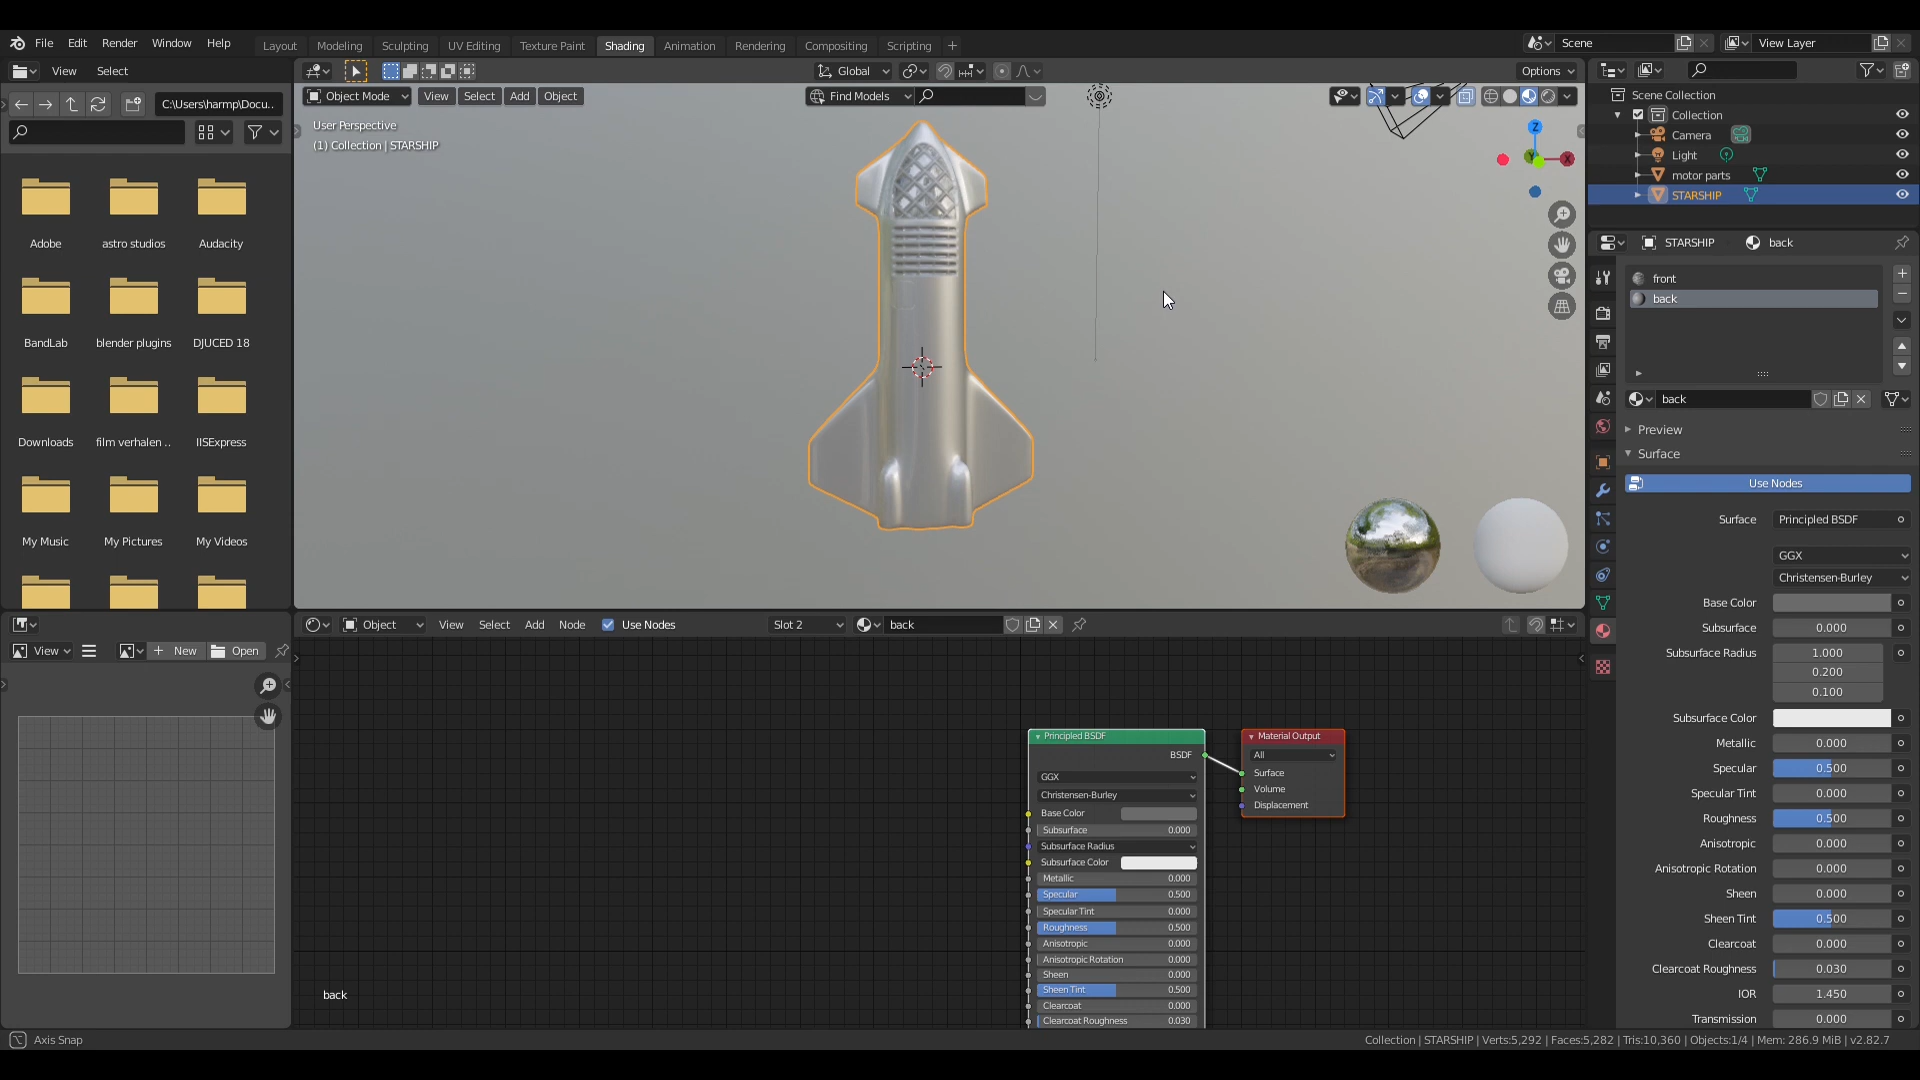 File Edit Render Window Help Layout Modeling Sculpting UV Editing Texture Paint Shading Animation Rendering Compositing Scripting Scene View Layer
View Select Global Options
C:\Users\harmp\Docu.. Object Mode View Select Add Object Find Models
Scene Collection
Collection
Camera
Light
motor parts
STARSHIP
User Perspective
(1) Collection | STARSHIP
Z
Y
X
Adobe astro studios Audacity
BandLab blender plugins DJUCED 18
Downloads film verhalen .. IISExpress
My Music My Pictures My Videos
STARSHIP back
front
back
back
Preview
Surface
Use Nodes
Surface Principled BSDF
GGX
Christensen-Burley
Base Color
Subsurface 0.000
Subsurface Radius 1.000
0.200
0.100
Subsurface Color
Metallic 0.000
Specular 0.500
Specular Tint 0.000
Roughness 0.500
Anisotropic 0.000
Anisotropic Rotation 0.000
Sheen 0.000
Sheen Tint 0.500
Clearcoat 0.000
Clearcoat Roughness 0.030
IOR 1.450
Transmission 0.000
View New Open
Object View Select Add Node Use Nodes Slot 2 back
Principled BSDF
BSDF
GGX
Christensen-Burley
Base Color
Subsurface 0.000
Subsurface Radius
Subsurface Color
Metallic 0.000
Specular 0.500
Specular Tint 0.000
Roughness 0.500
Anisotropic 0.000
Anisotropic Rotation 0.000
Sheen 0.000
Sheen Tint 0.500
Clearcoat 0.000
Clearcoat Roughness 0.030
Material Output
All
Surface
Volume
Displacement
back
Axis Snap
Collection | STARSHIP | Verts:5,292 | Faces:5,282 | Tris:10,360 | Objects:1/4 | Mem: 286.9 MiB | v2.82.7